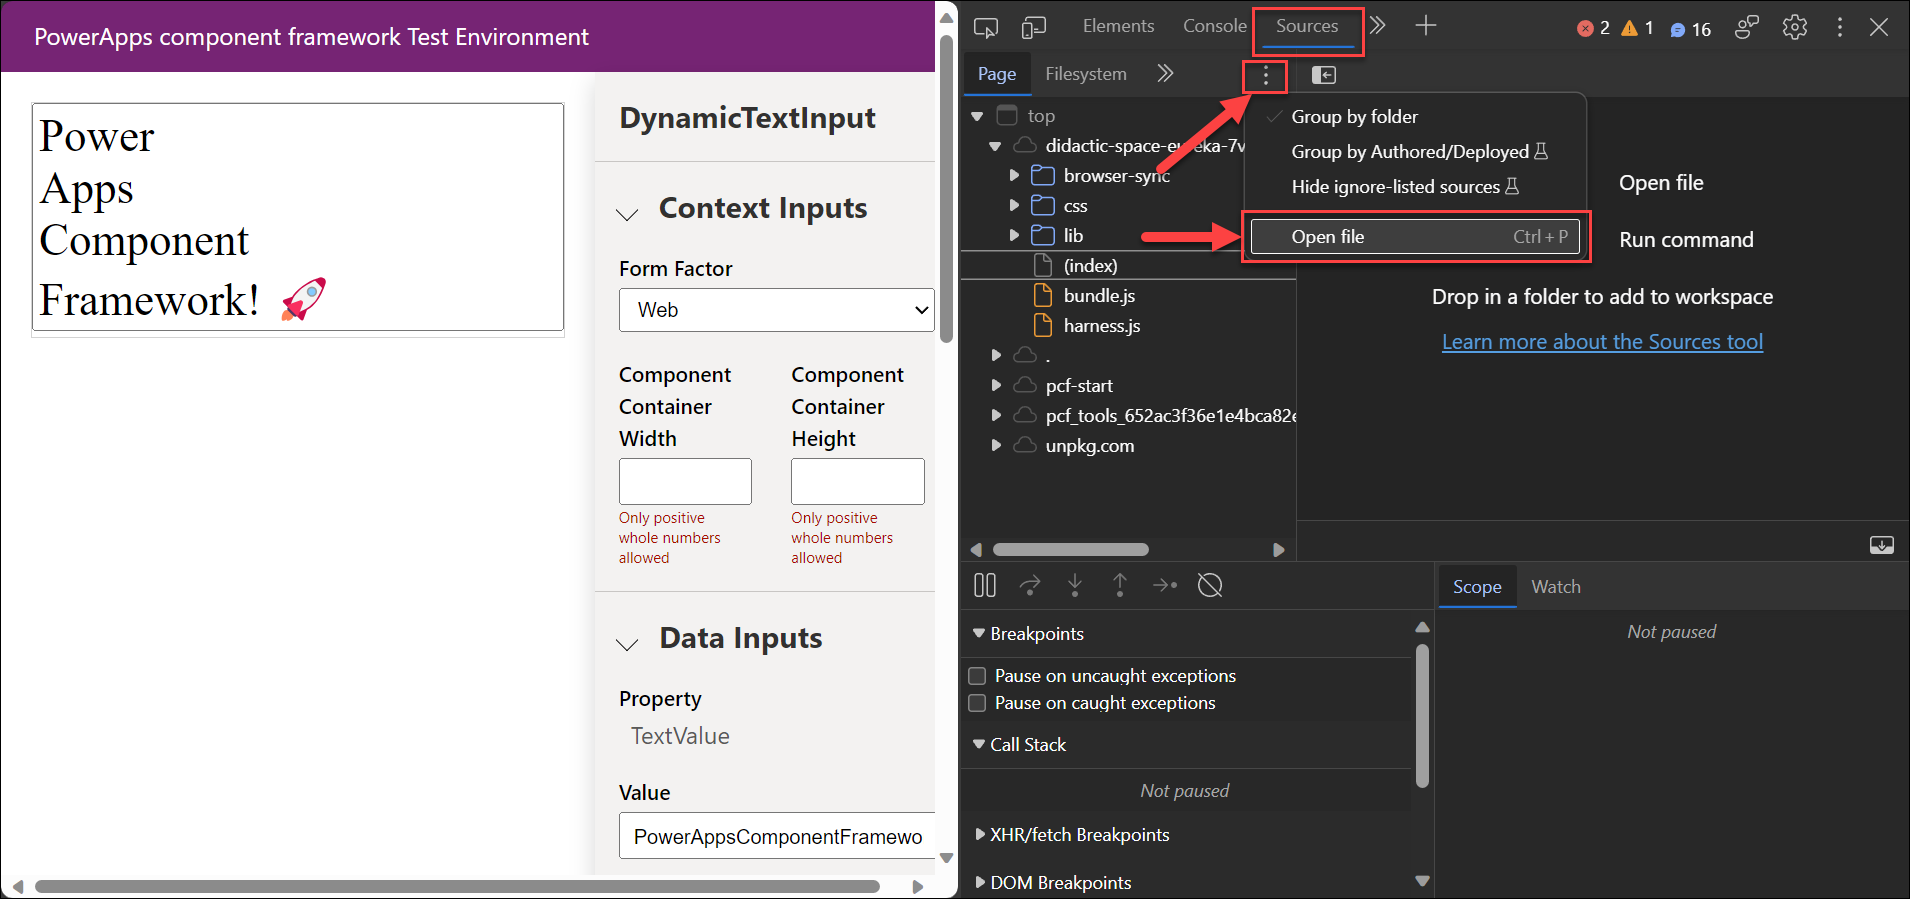 PowerApps component framework Test Environment
Power
Apps
Component
Framework! 🚀
DynamicTextInput
Context Inputs
Form Factor
Web
Component
Container
Width
Component
Container
Height
Only positive
whole numbers
allowed
Only positive
whole numbers
allowed
Data Inputs
Property
TextValue
Value
PowerAppsComponentFramewo
Elements
Console
Sources
2
1
16
Page
Filesystem
top
didactic-space-eureka-7v
browser-sync
css
lib
(index)
bundle.js
harness.js
.
pcf-start
pcf_tools_652ac3f36e1e4bca82e
unpkg.com
Group by folder
Group by Authored/Deployed
Hide ignore-listed sources
Open file Ctrl + P
Open file
Run command
Drop in a folder to add to workspace
Learn more about the Sources tool
Breakpoints
Pause on uncaught exceptions
Pause on caught exceptions
Call Stack
Not paused
XHR/fetch Breakpoints
DOM Breakpoints
Scope
Watch
Not paused